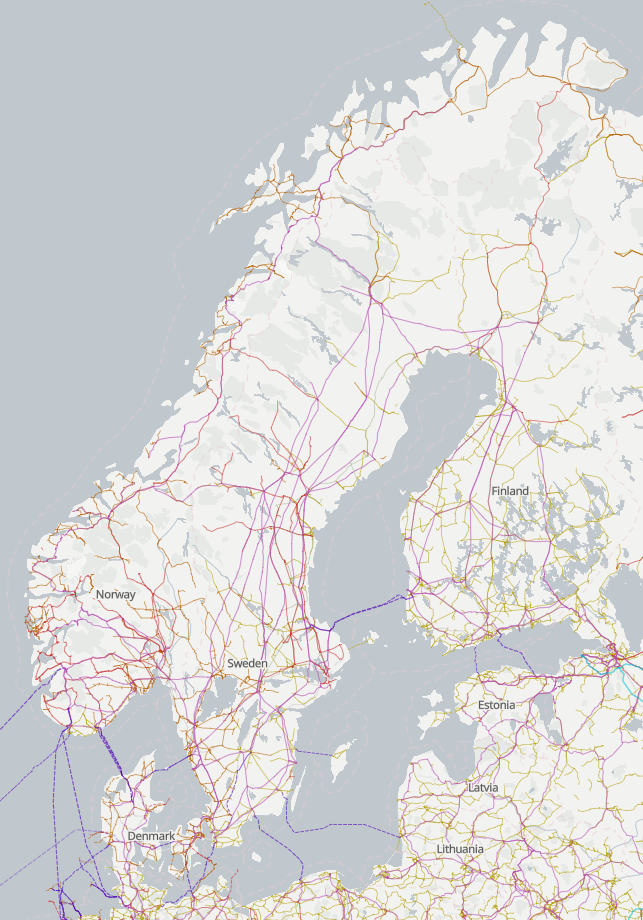 Finland
Norway
Sweden
Estonia
Latvia
Denmark
Lithuania